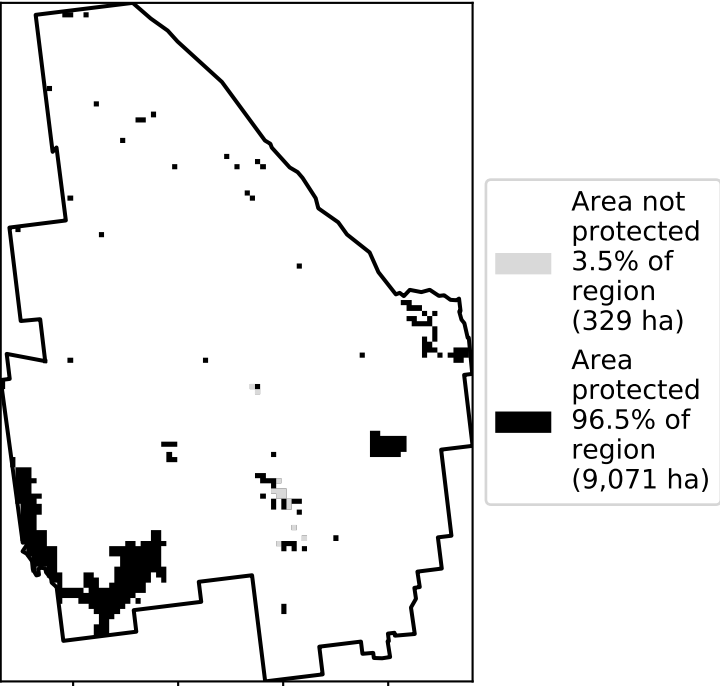 Area not
protected
3.5% of
region
(329 ha)
Area
protected
96.5% of
region
(9,071 ha)